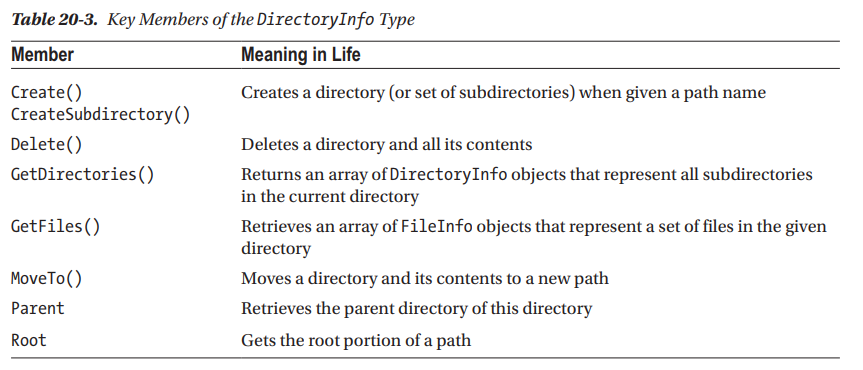 Table 20-3. Key Members of the DirectoryInfo Type
Member Meaning in Life
Create() Creates a directory (or set of subdirectories) when given a path name
CreateSubdirectory()
Delete() Deletes a directory and all its contents
GetDirectories() Returns an array of DirectoryInfo objects that represent all subdirectories
in the current directory
GetFiles() Retrieves an array of FileInfo objects that represent a set of files in the given
directory
MoveTo() Moves a directory and its contents to a new path
Parent Retrieves the parent directory of this directory
Root Gets the root portion of a path